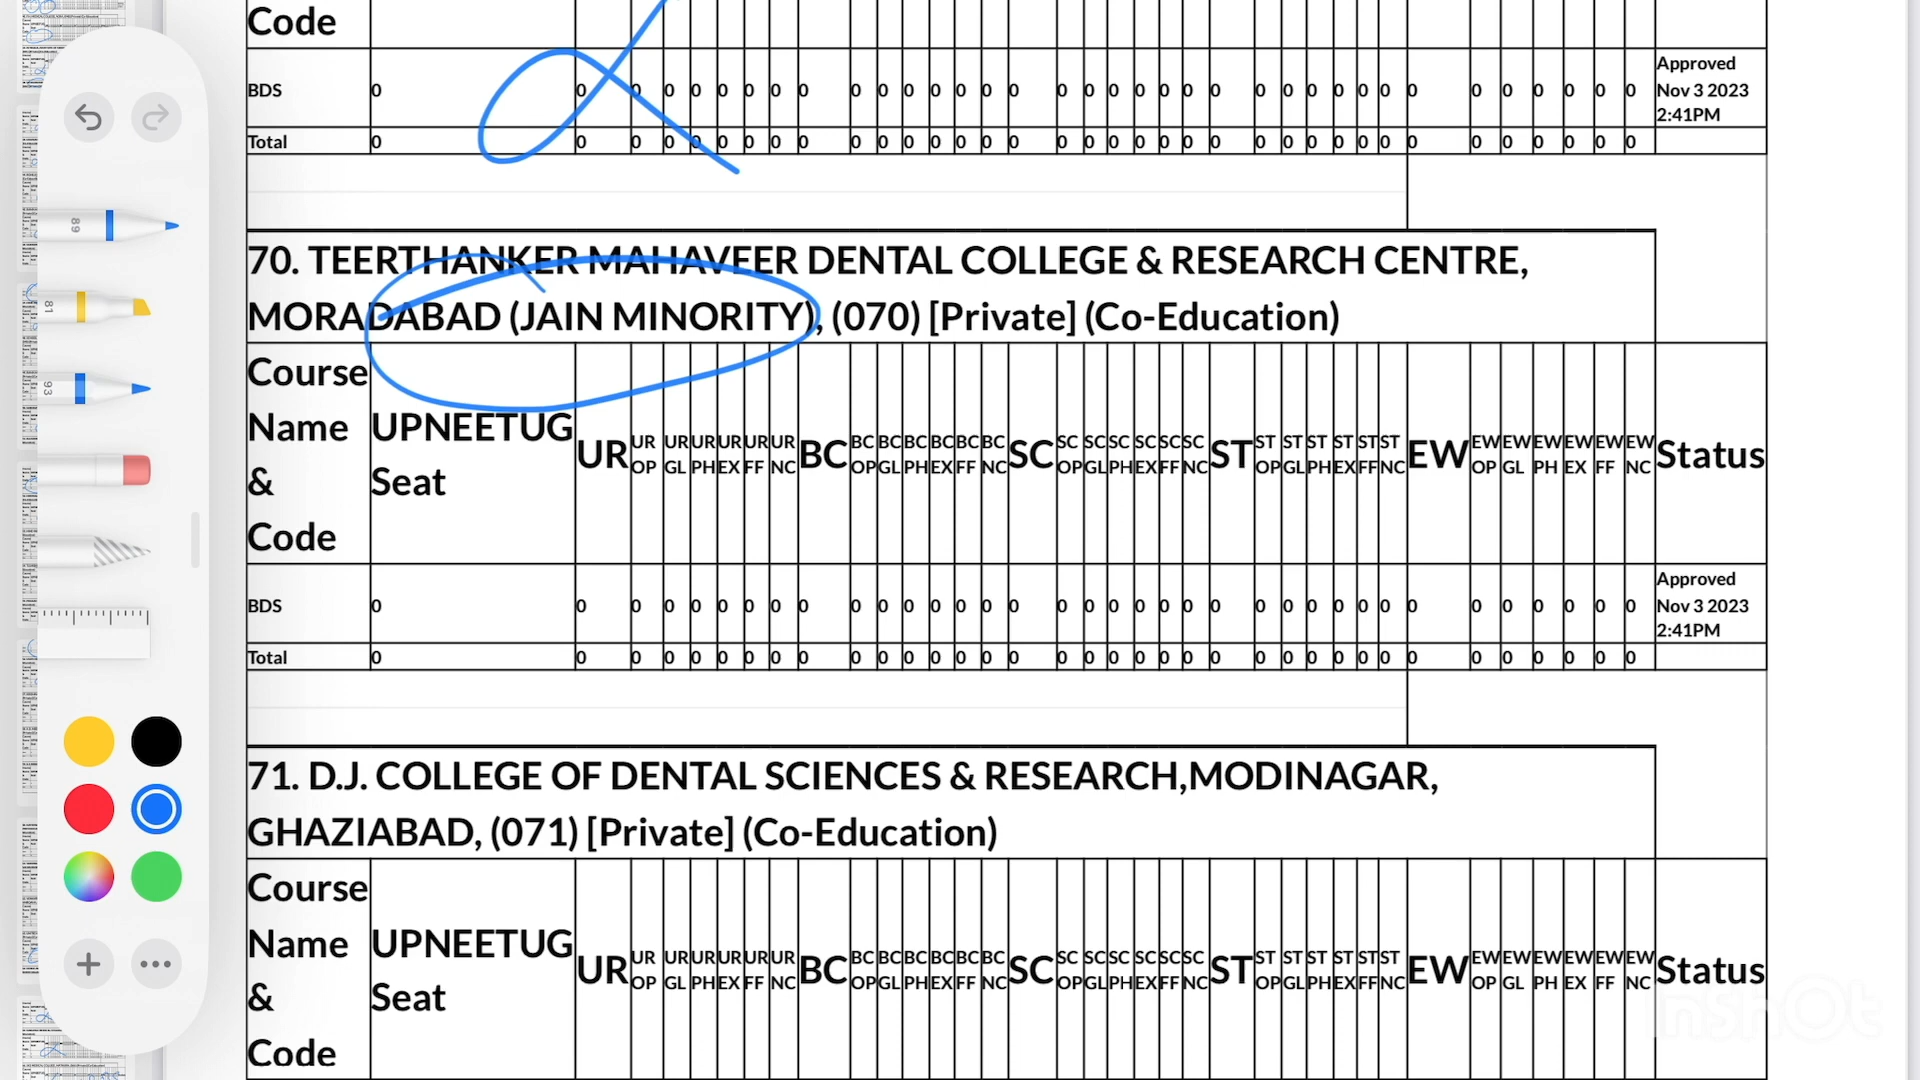 Code
BDS 0 0 0 0 0 0 0 0 0 0 0 0 0 0 0 0 0 0 0 0 0 0 0 0 0 0 0 0 0 0 0 0 0 0 0 0 Approved
Nov 3 2023
2:41PM
Total 0 0 0 0 0 0 0 0 0 0 0 0 0 0 0 0 0 0 0 0 0 0 0 0 0 0 0 0 0 0 0 0 0 0 0 0
70. TEERTHANKER MAHAVEER DENTAL COLLEGE & RESEARCH CENTRE,
MORADABAD (JAIN MINORITY), (070) [Private] (Co-Education)
Course
Name
&
Code
UPNEETUG
Seat
UR UR OP UR GL UR PH UR EX UR FF UR NC BC BC OP BC GL BC PH BC EX BC FF BC NC SC SC OP SC GL SC PH SC EX SC FF SC NC ST ST OP ST GL ST PH ST EX ST FF ST NC EW EW OP EW GL EW PH EW EX EW FF EW NC Status
BDS 0 0 0 0 0 0 0 0 0 0 0 0 0 0 0 0 0 0 0 0 0 0 0 0 0 0 0 0 0 0 0 0 0 0 0 0 Approved
Nov 3 2023
2:41PM
Total 0 0 0 0 0 0 0 0 0 0 0 0 0 0 0 0 0 0 0 0 0 0 0 0 0 0 0 0 0 0 0 0 0 0 0 0
71. D.J. COLLEGE OF DENTAL SCIENCES & RESEARCH,MODINAGAR,
GHAZIABAD, (071) [Private] (Co-Education)
Course
Name
&
Code
UPNEETUG
Seat
UR UR OP UR GL UR PH UR EX UR FF UR NC BC BC OP BC GL BC PH BC EX BC FF BC NC SC SC OP SC GL SC PH SC EX SC FF SC NC ST ST OP ST GL ST PH ST EX ST FF ST NC EW EW OP EW GL EW PH EW EX EW FF EW NC Status
89
81
93
InShOt